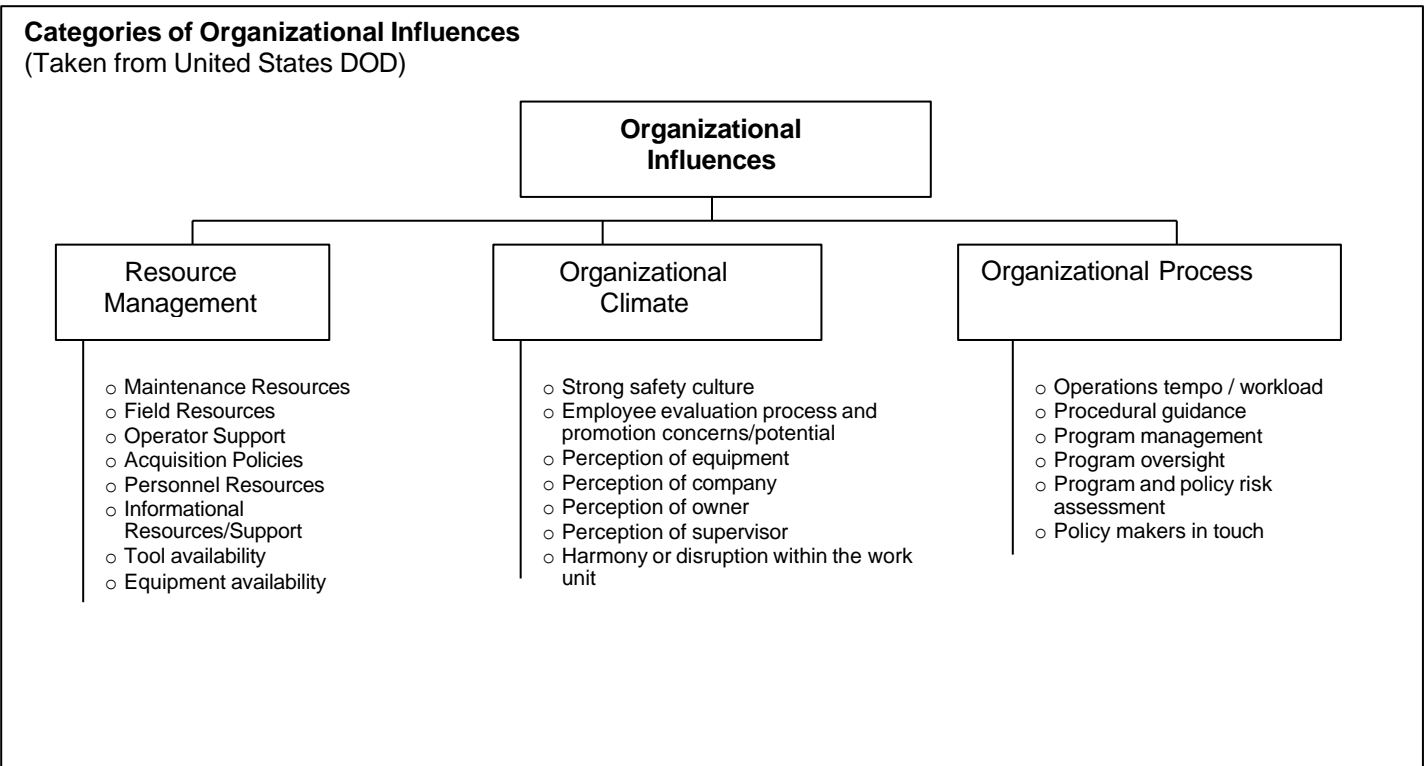 Categories of Organizational Influences
(Taken from United States DOD)
Organizational
Influences
Resource
Management
○ Maintenance Resources
○ Field Resources
○ Operator Support
○ Acquisition Policies
○ Personnel Resources
○ Informational
Resources/Support
○ Tool availability
○ Equipment availability
Organizational
Climate
○ Strong safety culture
○ Employee evaluation process and
promotion concerns/potential
○ Perception of equipment
○ Perception of company
○ Perception of owner
○ Perception of supervisor
○ Harmony or disruption within the work
unit
Organizational Process
○ Operations tempo / workload
○ Procedural guidance
○ Program management
○ Program oversight
○ Program and policy risk
assessment
○ Policy makers in touch